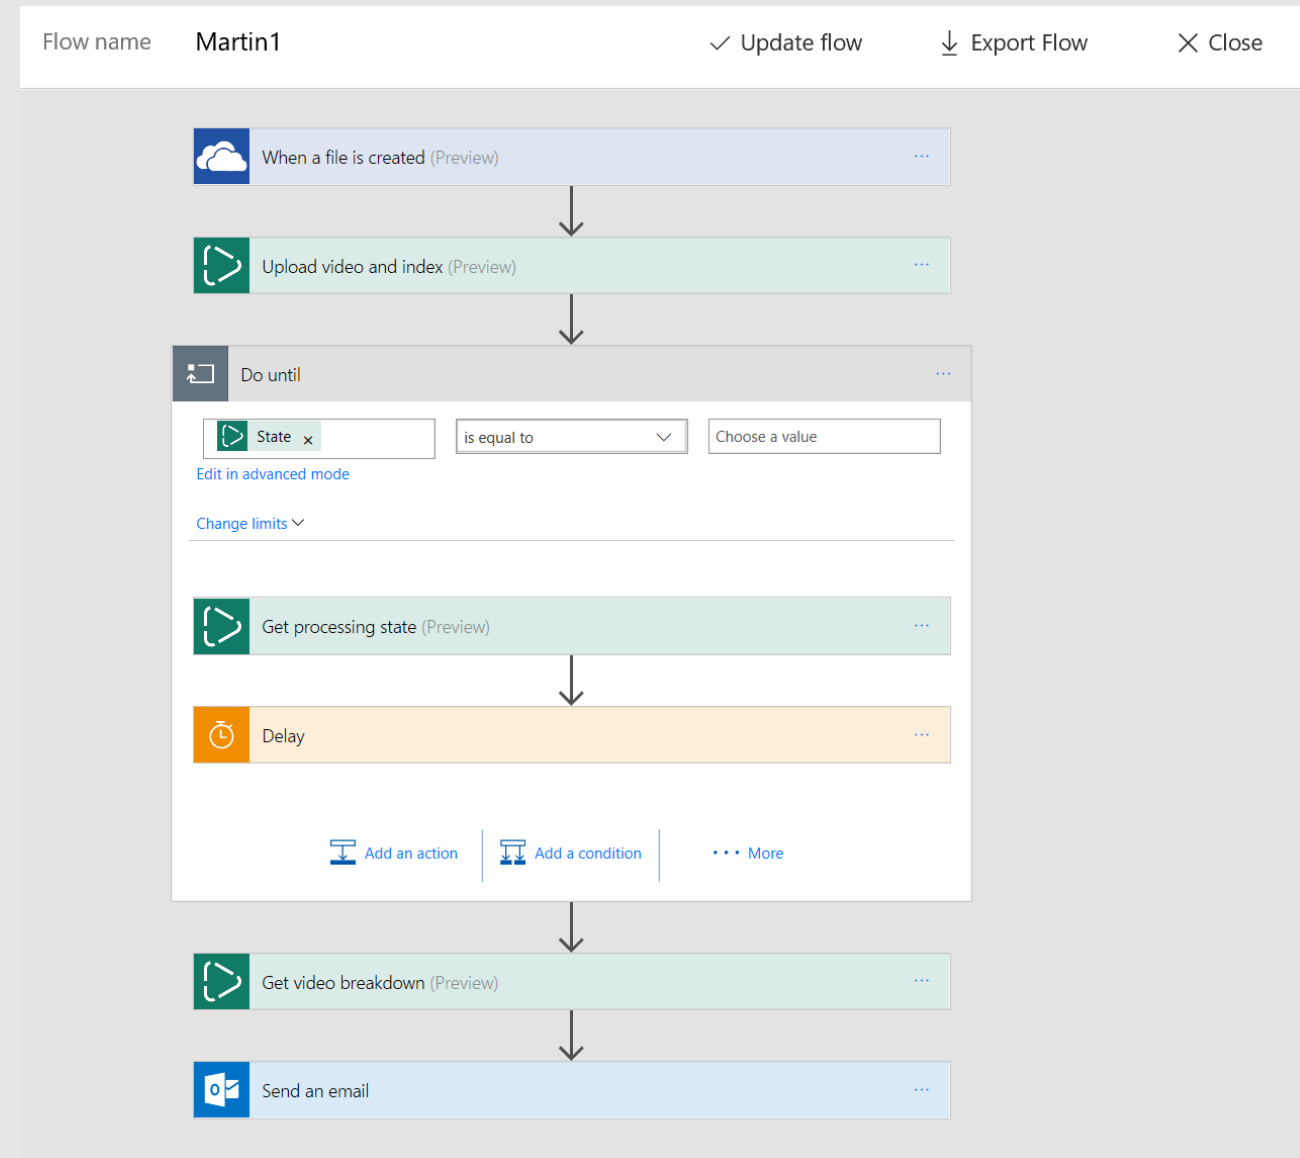 Flow name Martin1 Update flow Export Flow Close
When a file is created (Preview) ...
Upload video and index (Preview) ...
Do until ...
State × is equal to Choose a value
Edit in advanced mode
Change limits
Get processing state (Preview) ...
Delay ...
Add an action Add a condition ... More
Get video breakdown (Preview) ...
Send an email ...